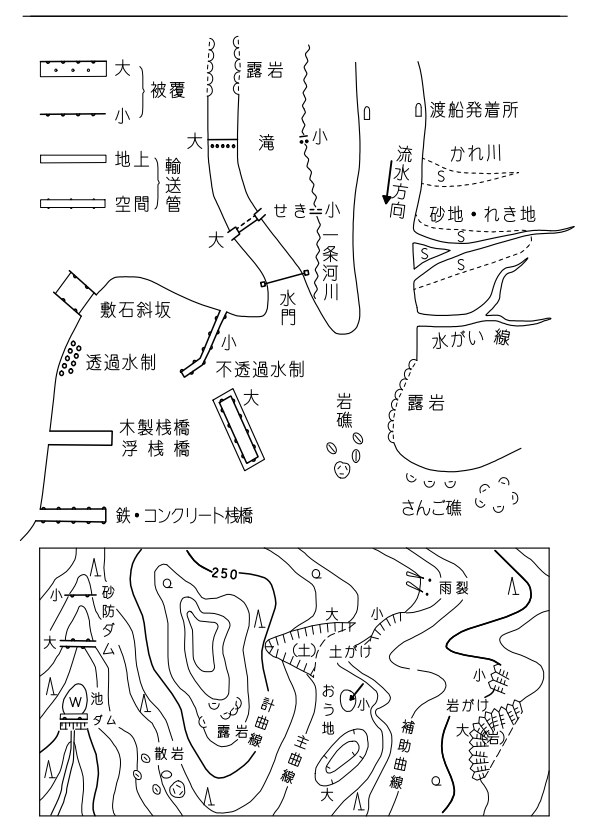 大
小
被覆
地上
空間
輸送管
露岩
大
滝
小
せき
小
大
一条河川
水門
渡船発着所
流水方向
かれ川
S
砂地・れき地
S
S
S
水がい線
敷石斜坂
透過水制
小
不透過水制
大
木製桟橋
浮桟橋
岩礁
露岩
さんご礁
鉄・コンクリート桟橋
小
砂防ダム
大
W
池
ダム
250
計曲線
露岩
散岩
主曲線
大
小
(土)
土がけ
おう地
小
大
補助曲線
雨裂
小
岩がけ
大
(岩)